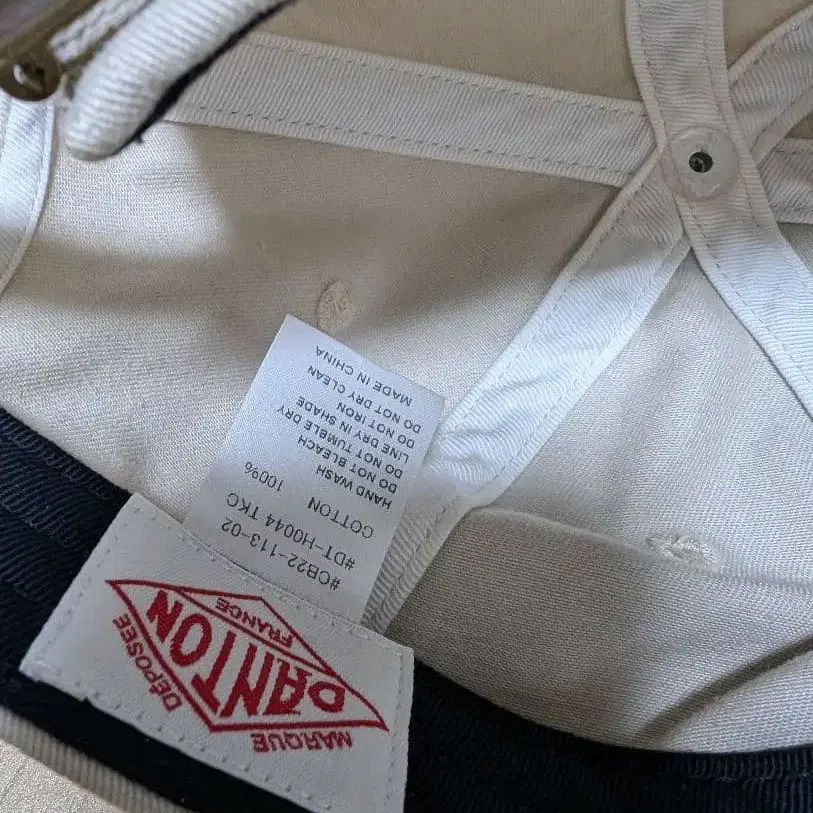 MARQUE
DÉPOSÉE
DANTON
FRANCE
#CB22-113-02
#DT-H0044 TKC
COTTON 100%
HAND WASH
DO NOT BLEACH
DO NOT TUMBLE DRY
LINE DRY IN SHADE
DO NOT IRON
DO NOT DRY CLEAN
MADE IN CHINA